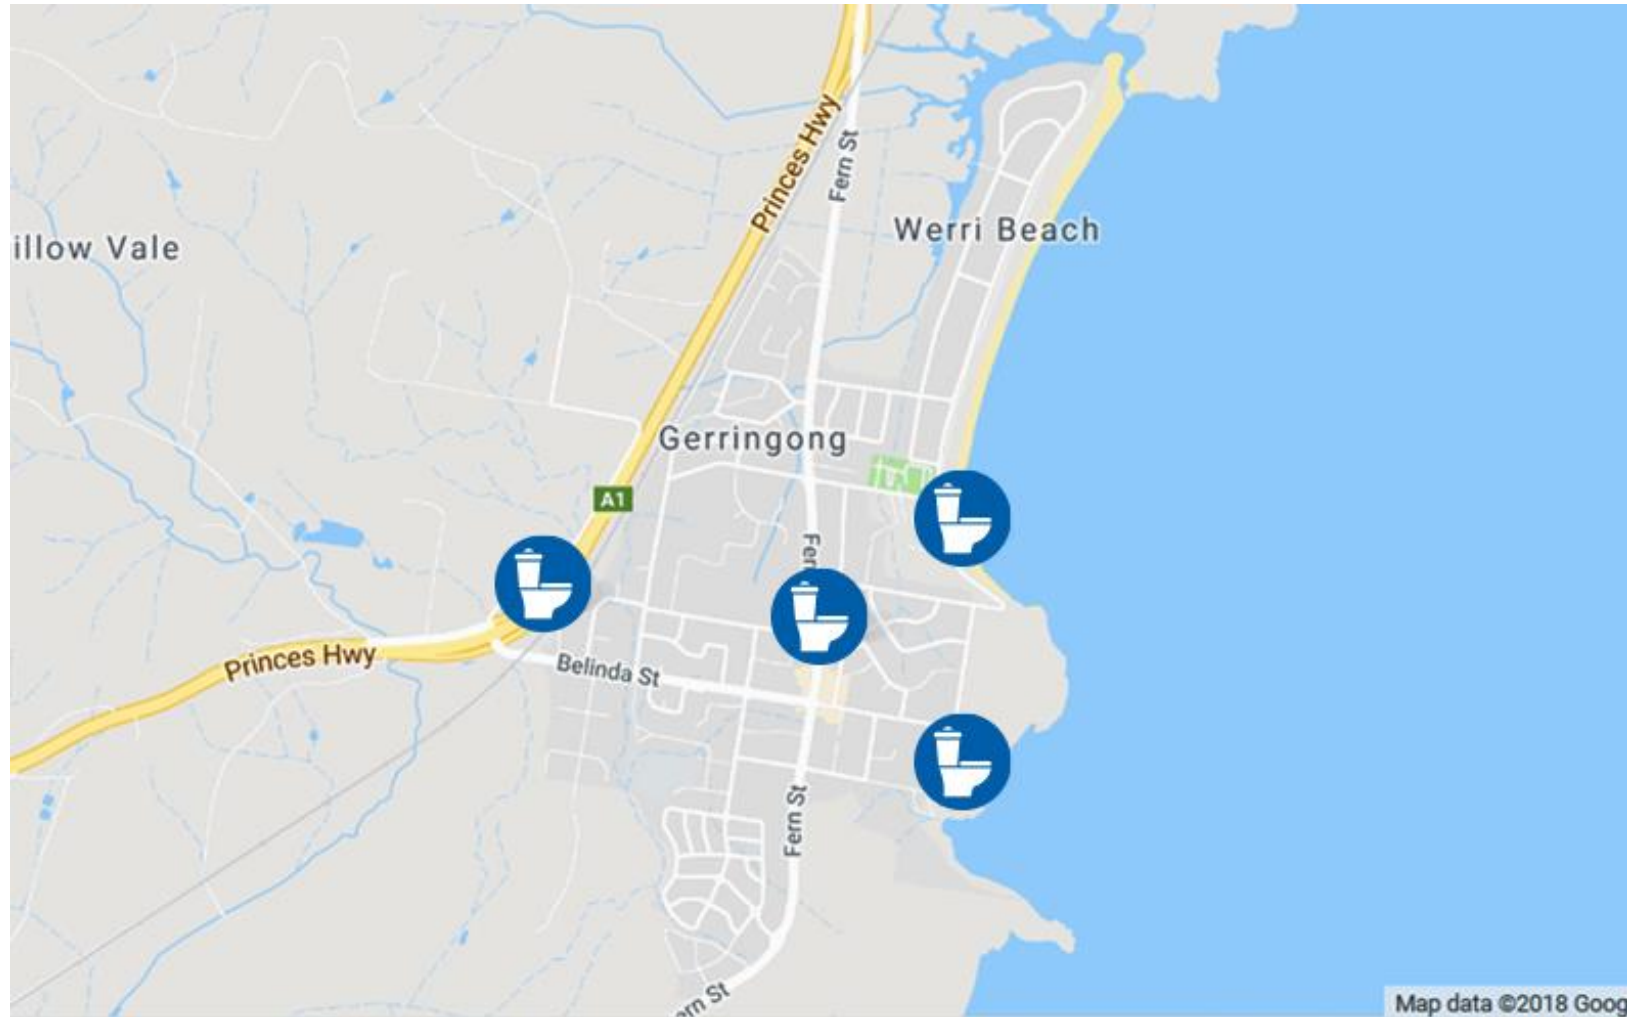 Princes Hwy
Fern St
Werri Beach
illow Vale
Gerringong
A1
Fer
Princes Hwy
Belinda St
Fern St
ern St
Map data ©2018 Goog